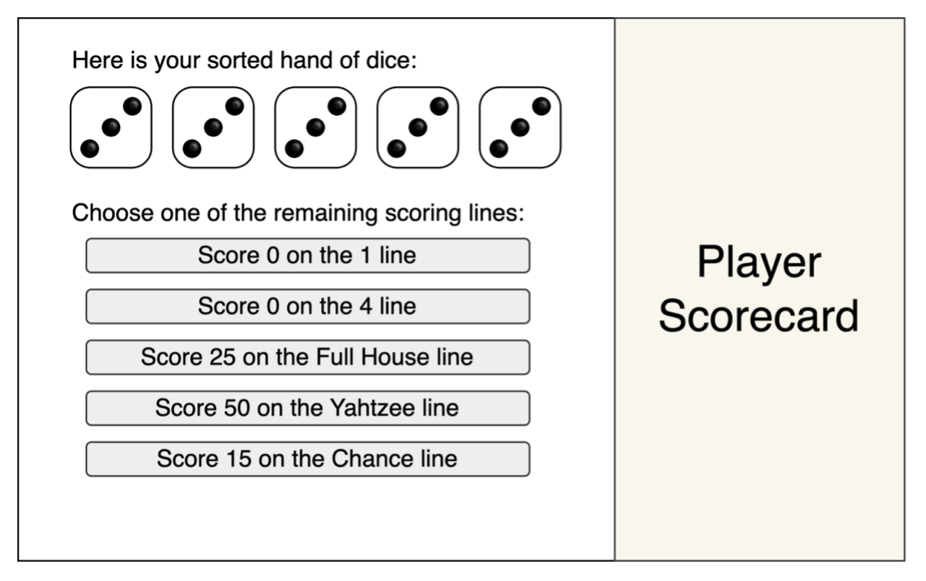 Here is your sorted hand of dice:
Choose one of the remaining scoring lines:
Score 0 on the 1 line
Score 0 on the 4 line
Score 25 on the Full House line
Score 50 on the Yahtzee line
Score 15 on the Chance line
Player
Scorecard